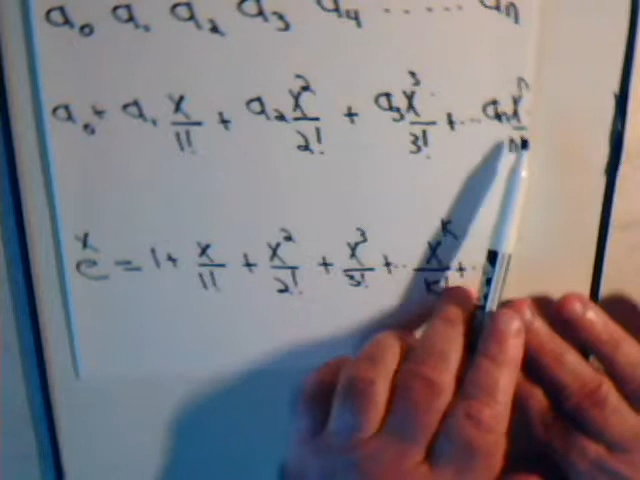 a₀ a₁ a₂ a₃ a₄ ...... aₙ
a₀ + a₁ x/1! + a₂ x²/2! + a₃ x³/3! + ... aₙ xⁿ/n!
eˣ = 1 + x/1! + x²/2! + x³/3! + ... xᴷ/K! + ..